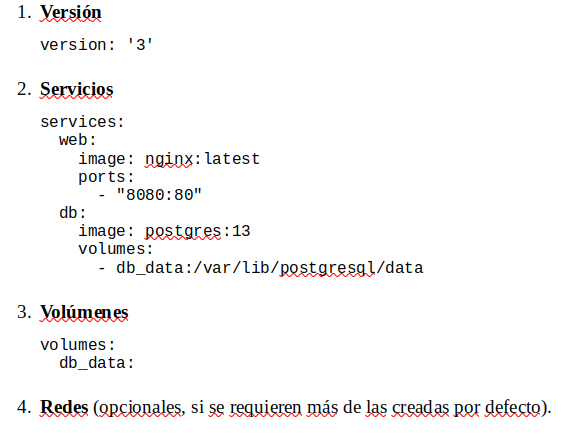 1. Versión
version: '3'
2. Servicios
services:
  web:
    image: nginx:latest
    ports:
      - "8080:80"
  db:
    image: postgres:13
    volumes:
      - db_data:/var/lib/postgresql/data
3. Volúmenes
volumes:
  db_data:
4. Redes (opcionales, si se requieren más de las creadas por defecto).